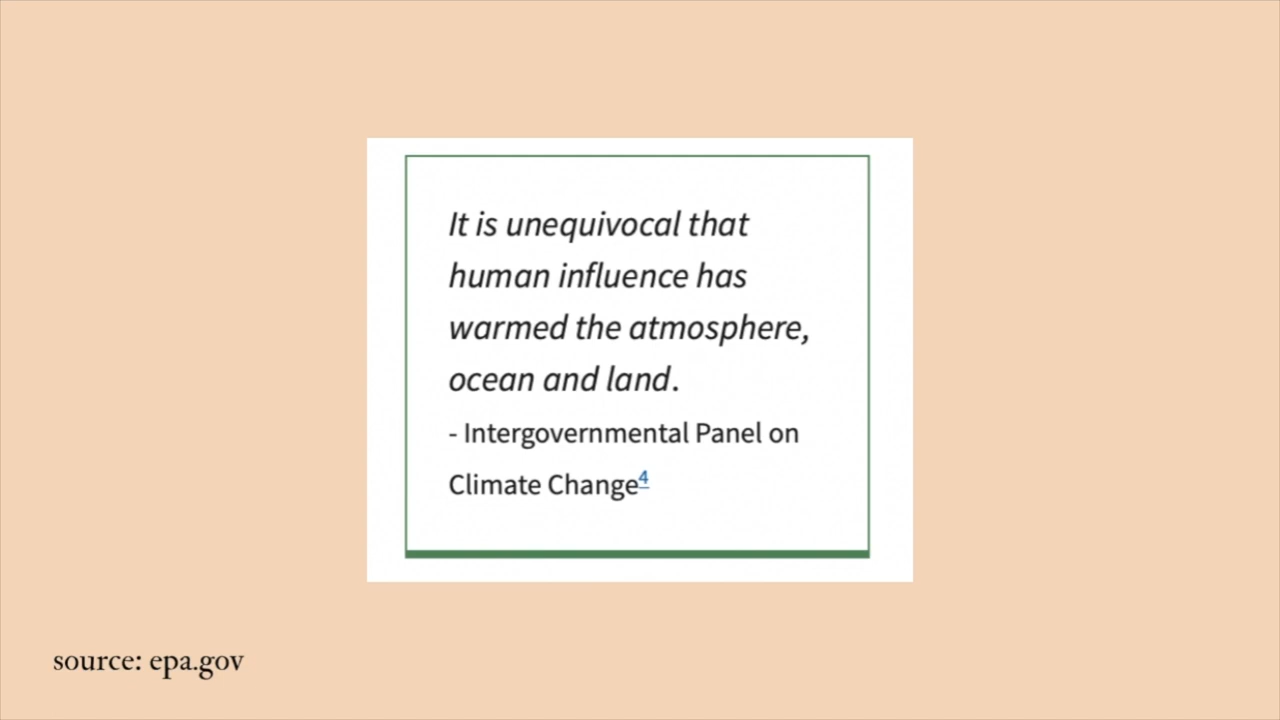 It is unequivocal that
human influence has
warmed the atmosphere,
ocean and land.
- Intergovernmental Panel on
Climate Change4
source: epa.gov